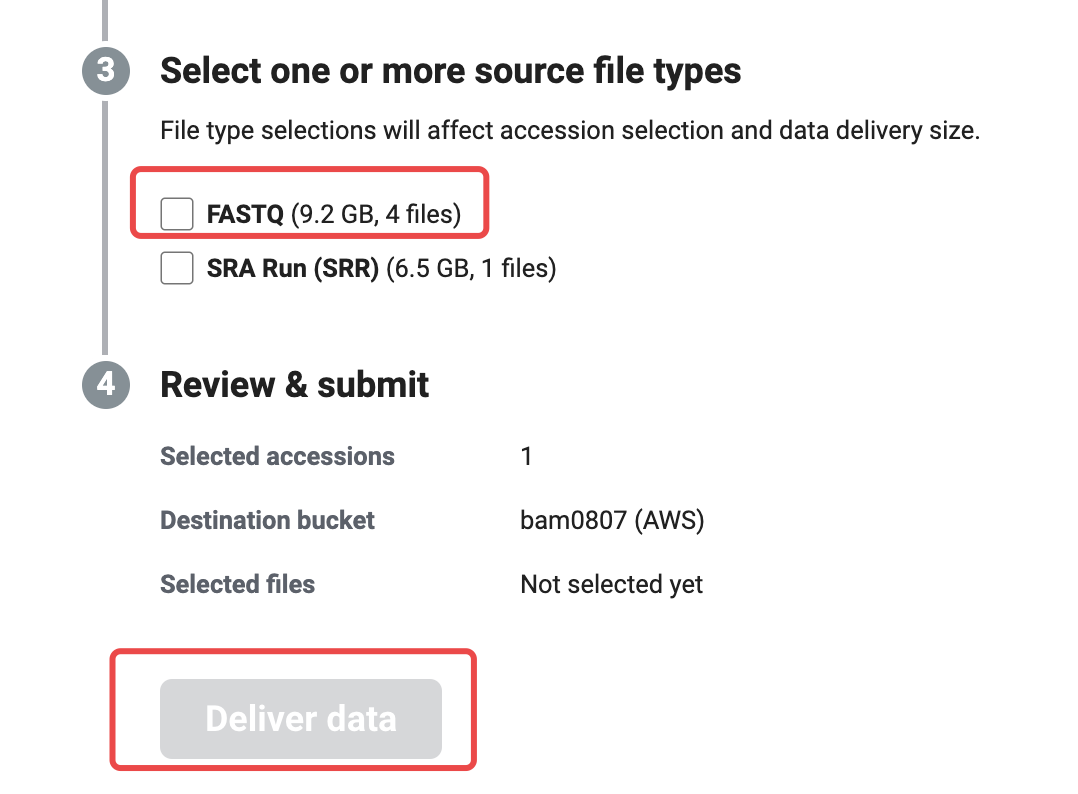 3 Select one or more source file types
File type selections will affect accession selection and data delivery size.
FASTQ (9.2 GB, 4 files)
SRA Run (SRR) (6.5 GB, 1 files)
4 Review & submit
Selected accessions 1
Destination bucket bam0807 (AWS)
Selected files Not selected yet
Deliver data